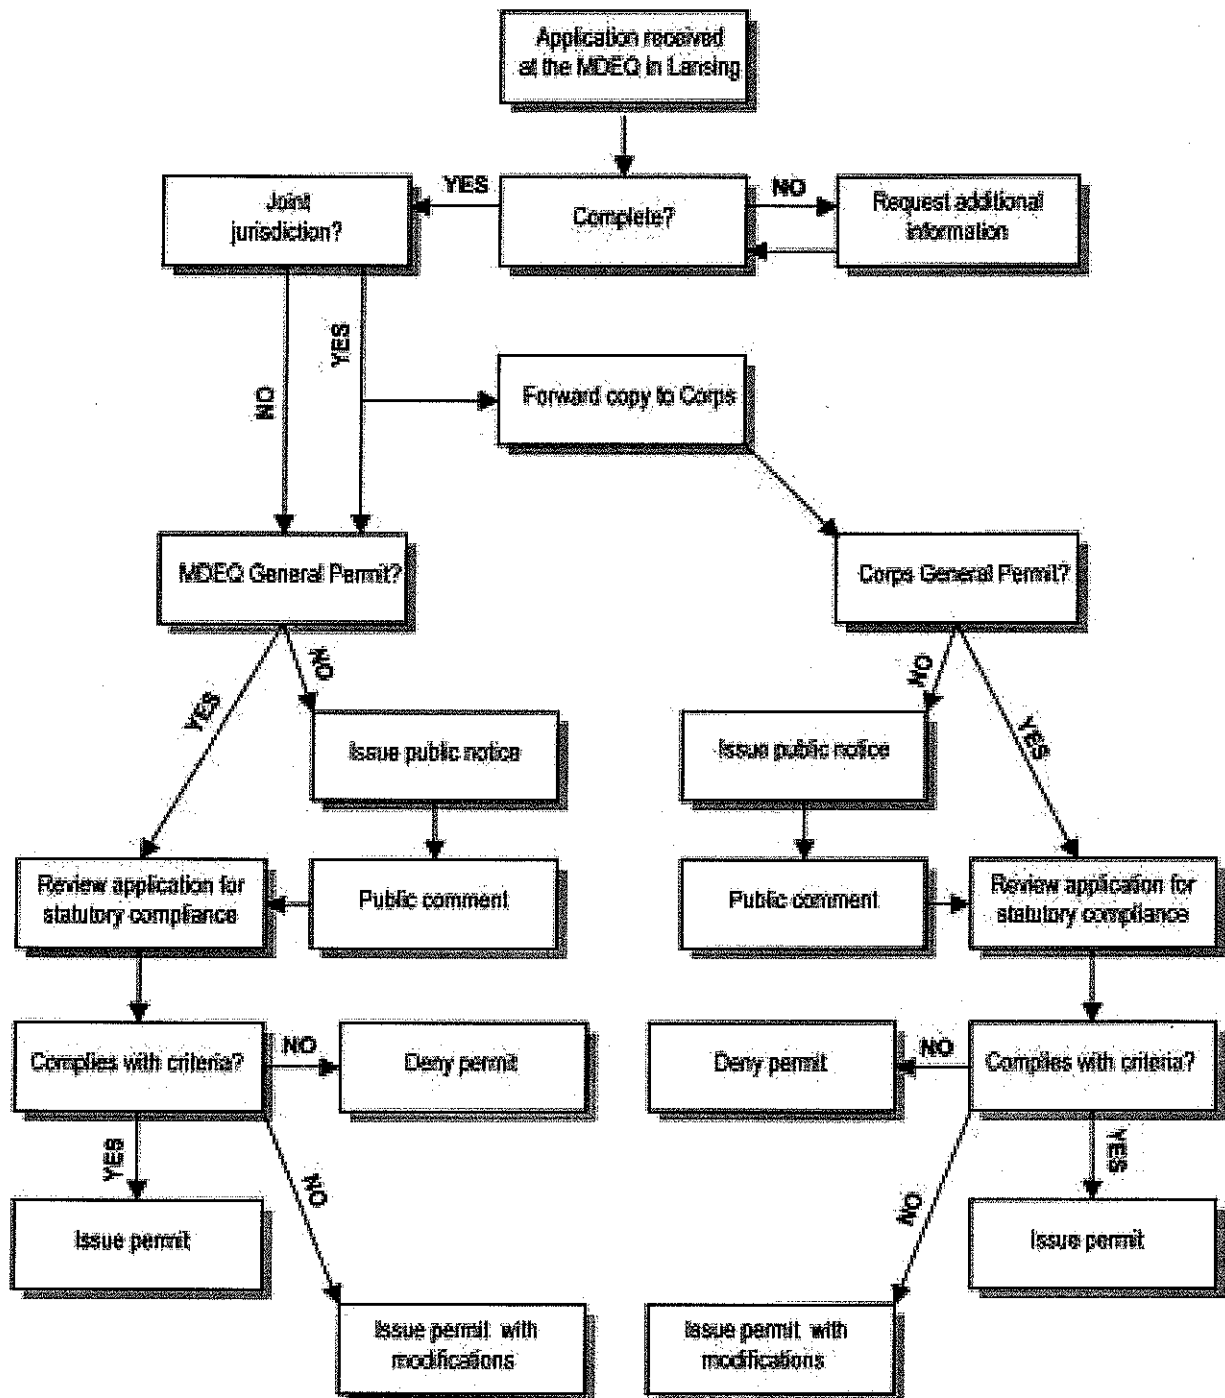 Application received
at the MDEQ in Lansing
Joint
jurisdiction?
YES
Complete?
NO
Request additional
information
NO
YES
Forward copy to Corps
MDEQ General Permit?
Corps General Permit?
YES
NO
Issue public notice
Issue public notice
NO
YES
Review application for
statutory compliance
Public comment
Public comment
Review application for
statutory compliance
Complies with criteria?
NO
Deny permit
Deny permit
NO
Complies with criteria?
YES
NO
NO
YES
Issue permit
Issue permit
Issue permit with
modifications
Issue permit with
modifications